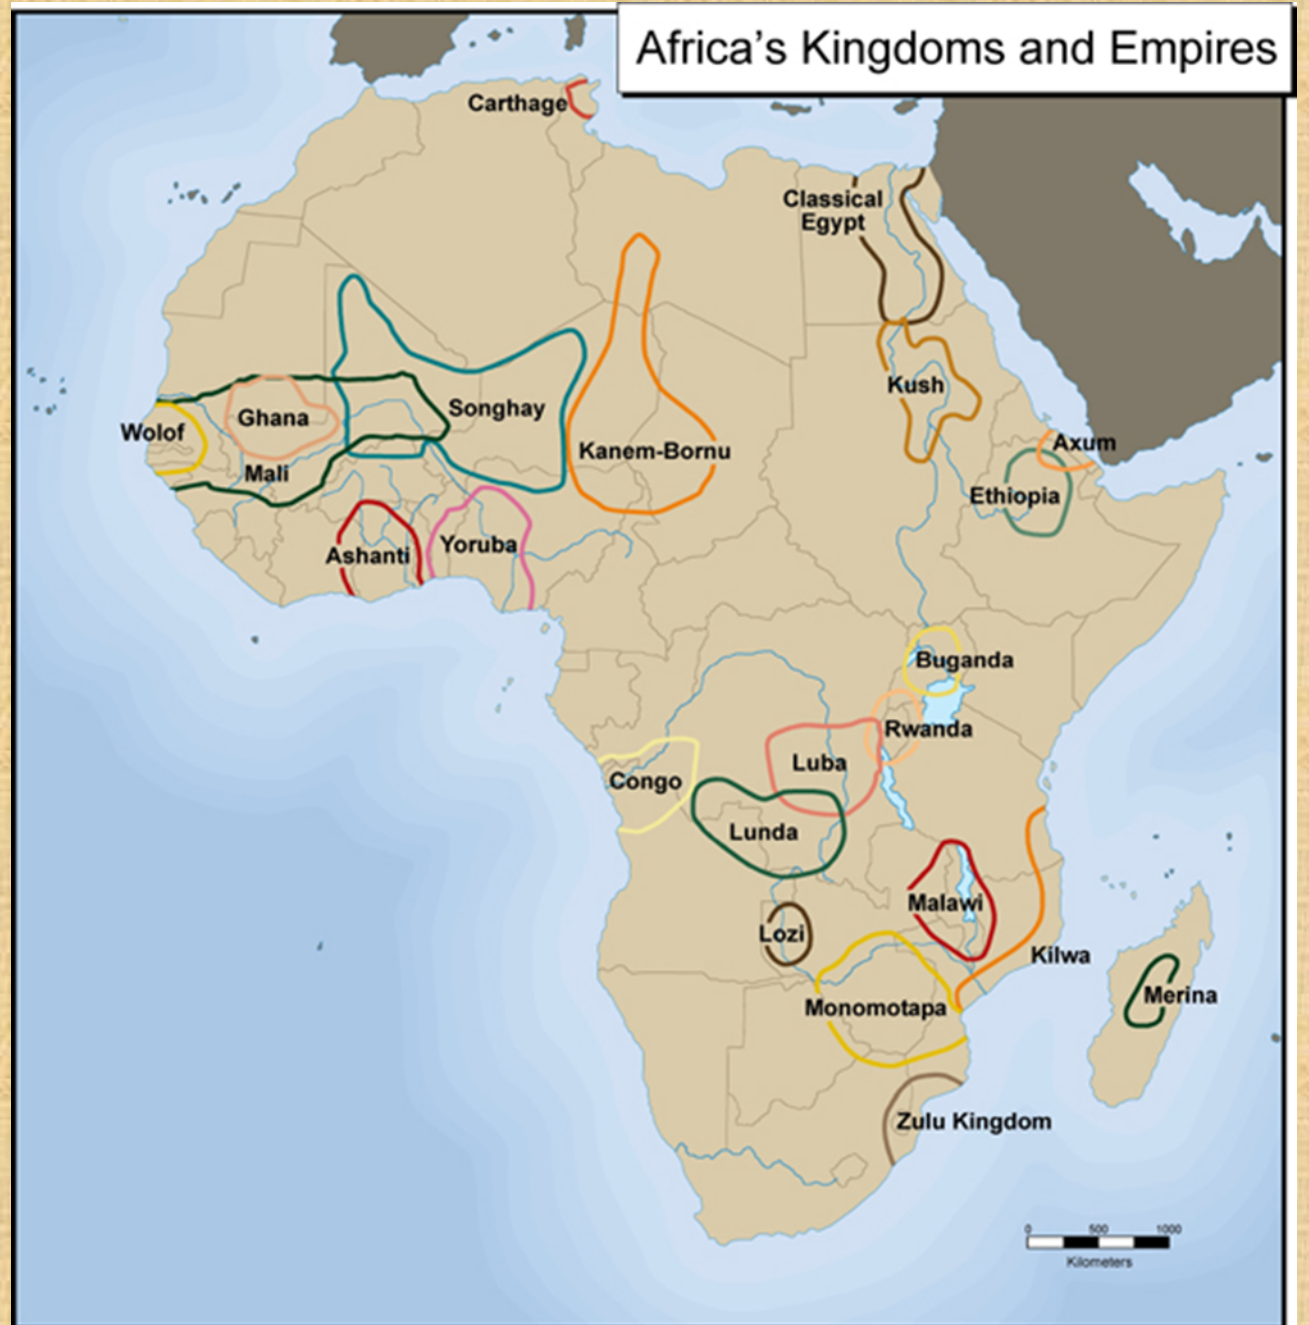 Africa's Kingdoms and Empires
Carthage
Classical
Egypt
Kush
Wolof
Ghana
Songhay
Mali
Kanem-Bornu
Axum
Ethiopia
Ashanti
Yoruba
Buganda
Rwanda
Congo
Luba
Lunda
Malawi
Lozi
Kilwa
Monomotapa
Merina
Zulu Kingdom
0 500 1000
Kilometers